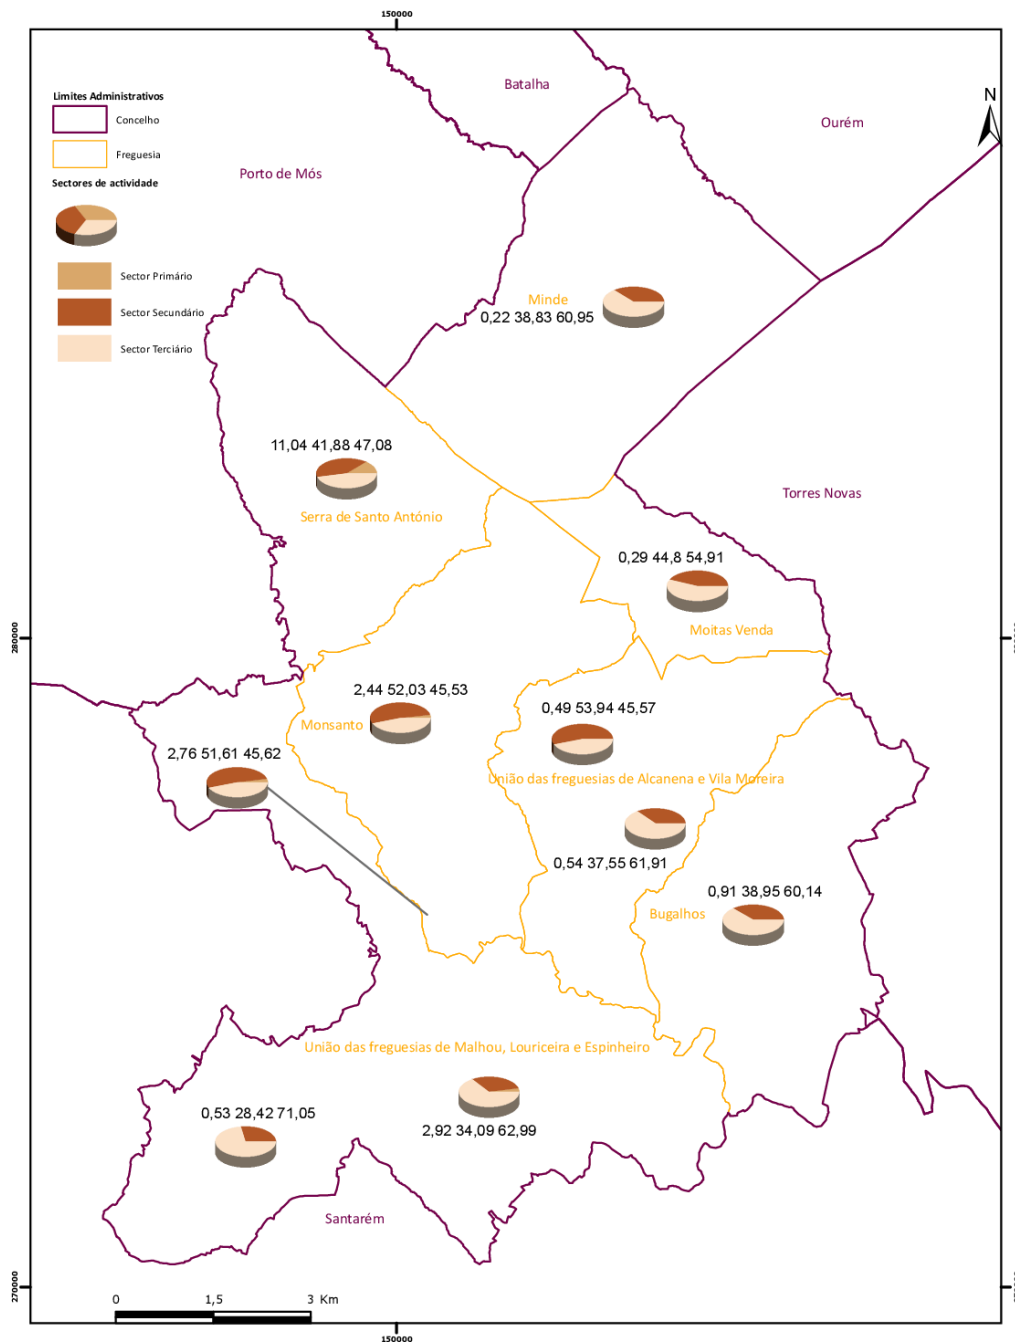 150000
Batalha
N
Limites Administrativos
Concelho
Ourém
Freguesia
Porto de Mós
Sectores de actividade
Sector Primário
Sector Secundário
Sector Terciário
Minde
0,22 38,83 60,95
11,04 41,88 47,08
Serra de Santo António
Torres Novas
0,29 44,8 54,91
Moitas Venda
280000
2,44 52,03 45,53
Monsanto
0,49 53,94 45,57
2,76 51,61 45,62
União das freguesias de Alcanena e Vila Moreira
0,54 37,55 61,91
0,91 38,95 60,14
Bugalhos
União das freguesias de Malhou, Louriceira e Espinheiro
0,53 28,42 71,05
2,92 34,09 62,99
Santarém
270000
0 1,5 3 Km
150000